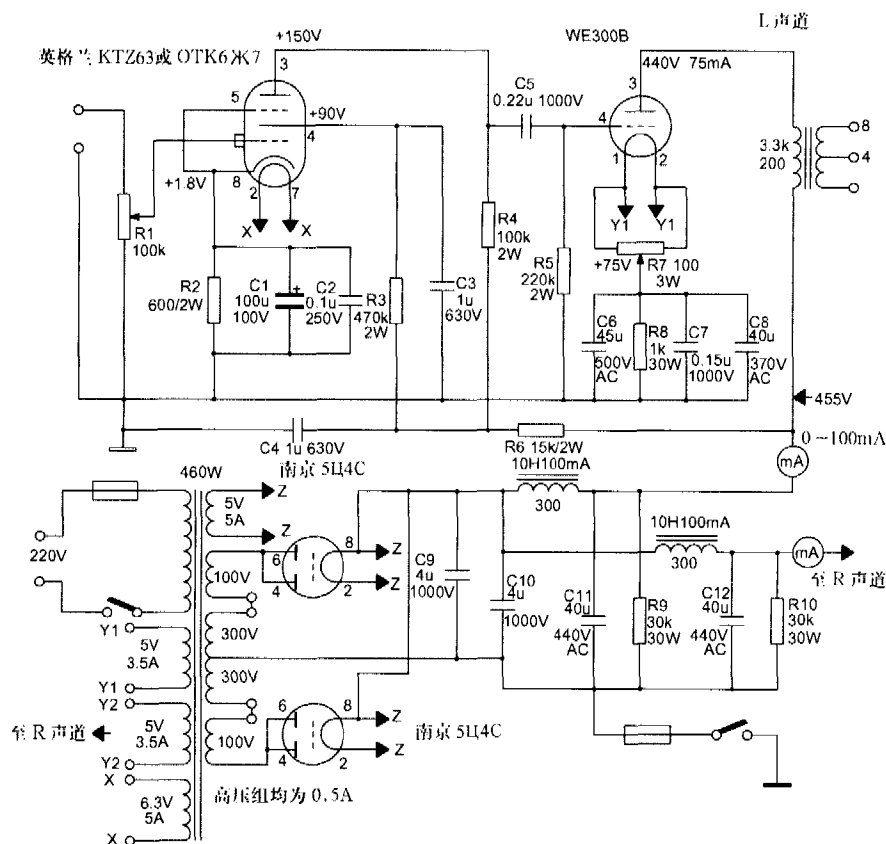 L 声道
英格兰 KTZ63或 OTK6Ж7
+150V
3
WE300B
440V 75mA
3
C5
0.22u 1000V
5
+90V
4
4
8
+1.8V
8
2
7
1
2
3.3k
200
4
X
X
Y1
Y1
R1
100k
R4
100k
2W
R5
220k
2W
+75V
R7 100
3W
R2
600/2W
C1
100u
100V
+
C2
0.1u
250V
R3
470k
2W
C3
1u
630V
C6
45u
500V
AC
R8
1k
30W
C7
0.15u
1000V
C8
40u
370V
AC
455V
0~100mA
C4 1u 630V
R6 15k/2W
mA
南京 5Ц4C
460W
10H100mA
300
5V
5A
Z
Z
220V
6
4
8
2
Z
Z
100V
C9
4u
1000V
10H100mA
300
mA
至 R 声道
C10
4u
1000V
C11
40u
440V
AC
R9
30k
30W
C12
40u
440V
AC
R10
30k
30W
Y1
5V
3.5A
Y1
300V
300V
Y2
至 R 声道
5V
3.5A
Y2
100V
6
4
8
2
Z
Z
南京 5Ц4C
X
6.3V
5A
X
高压组均为 0.5A